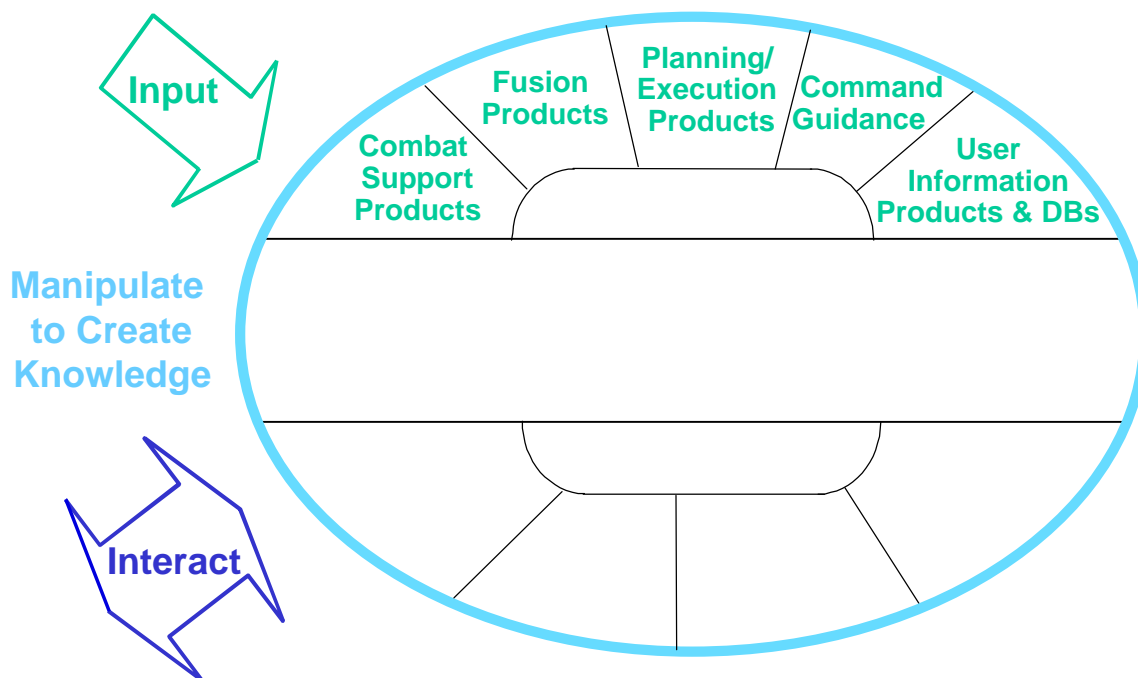 Input
Combat
Support
Products
Fusion
Products
Planning/
Execution
Products
Command
Guidance
User
Information
Products & DBs
Manipulate
to Create
Knowledge
Interact